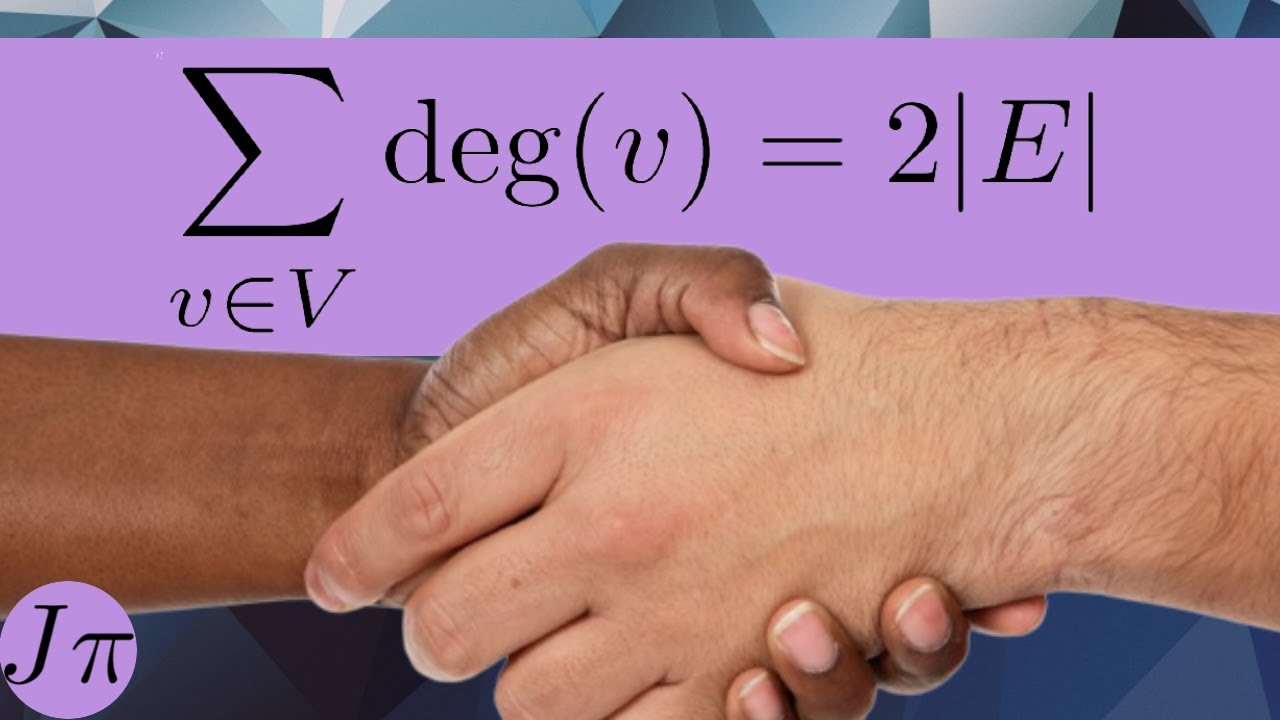 ∑ deg(v) = 2|E|
v∈V
Jπ